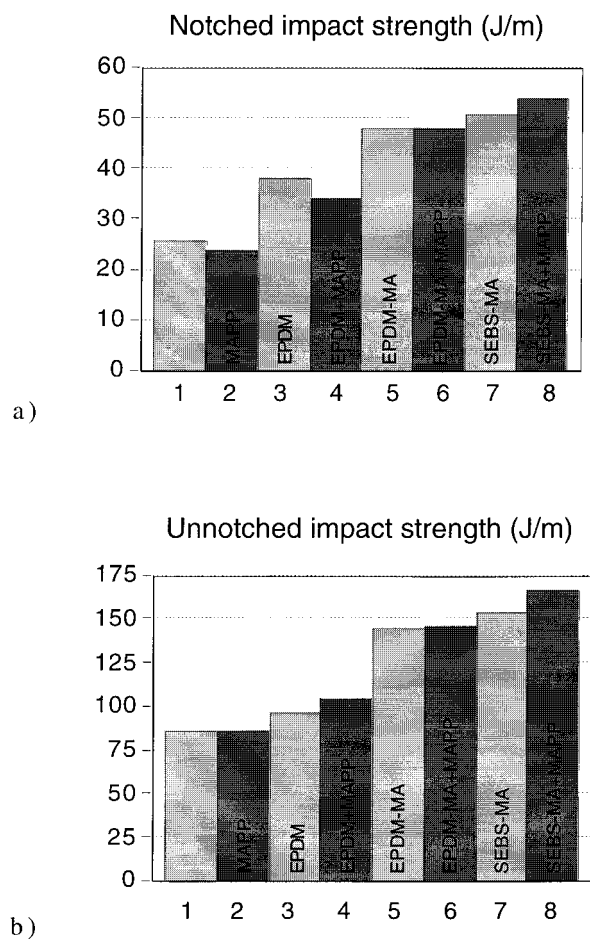 Notched impact strength (J/m)
60
50
40
30
20
10
0
MAPP
EPDM
EPDM+MAPP
EPDM-MA
EPDM-MA+MAPP
SEBS-MA
SEBS-MA+MAPP
1 2 3 4 5 6 7 8
a)
Unnotched impact strength (J/m)
175
150
125
100
75
50
25
0
MAPP
EPDM
EPDM+MAPP
EPDM-MA
EPDM-MA+MAPP
SEBS-MA
SEBS-MA+MAPP
1 2 3 4 5 6 7 8
b)